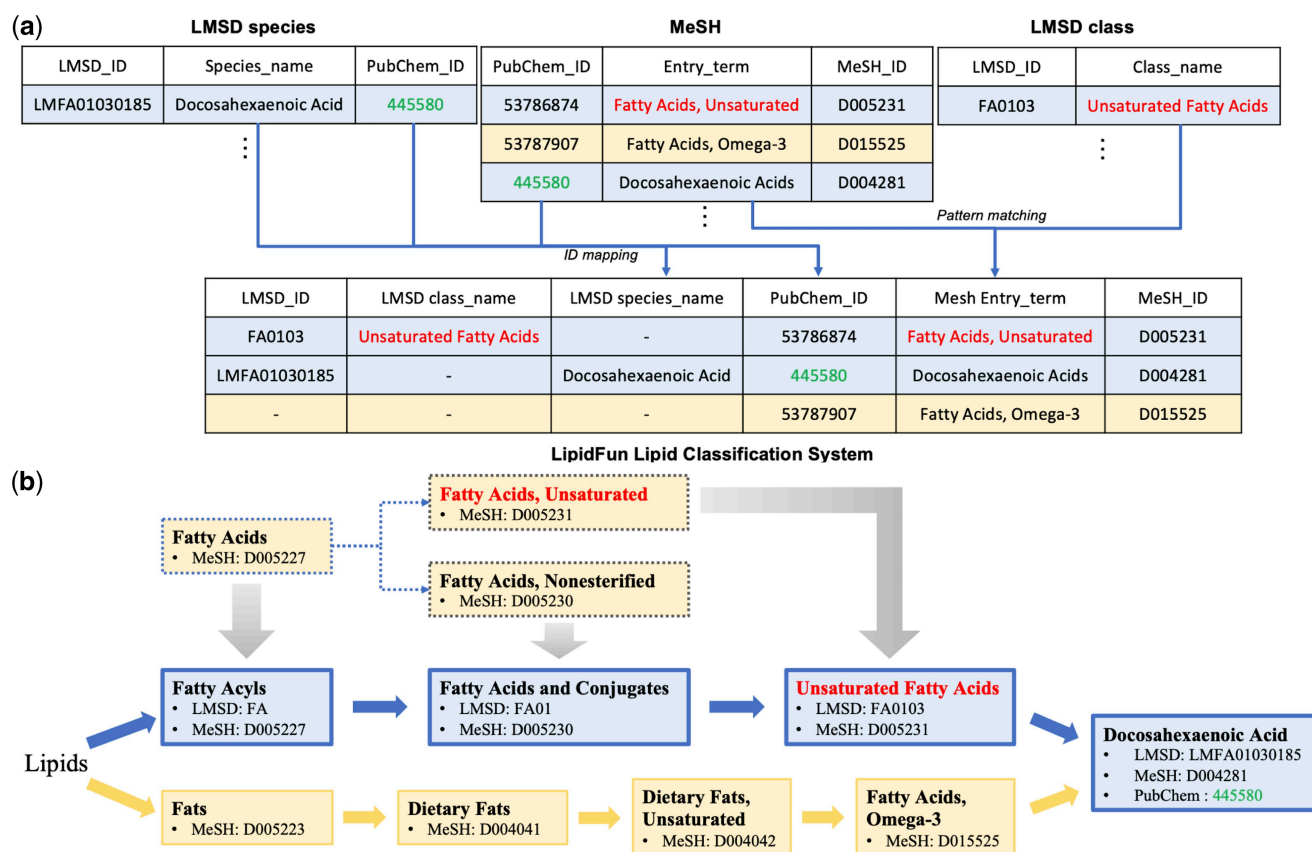 (a)
LMSD species
MeSH
LMSD class
LMSD_ID Species_name PubChem_ID
LMFA01030185 Docosahexaenoic Acid 445580
PubChem_ID Entry_term MeSH_ID
53786874 Fatty Acids, Unsaturated D005231
53787907 Fatty Acids, Omega-3 D015525
445580 Docosahexaenoic Acids D004281
LMSD_ID Class_name
FA0103 Unsaturated Fatty Acids
Pattern matching
ID mapping
LMSD_ID LMSD class_name LMSD species_name PubChem_ID Mesh Entry_term MeSH_ID
FA0103 Unsaturated Fatty Acids - 53786874 Fatty Acids, Unsaturated D005231
LMFA01030185 - Docosahexaenoic Acid 445580 Docosahexaenoic Acids D004281
- - - 53787907 Fatty Acids, Omega-3 D015525
LipidFun Lipid Classification System
(b)
Fatty Acids, Unsaturated
• MeSH: D005231
Fatty Acids
• MeSH: D005227
Fatty Acids, Nonesterified
• MeSH: D005230
Fatty Acyls
• LMSD: FA
• MeSH: D005227
Fatty Acids and Conjugates
• LMSD: FA01
• MeSH: D005230
Unsaturated Fatty Acids
• LMSD: FA0103
• MeSH: D005231
Lipids
Docosahexaenoic Acid
• LMSD: LMFA01030185
• MeSH: D004281
• PubChem : 445580
Fats
• MeSH: D005223
Dietary Fats
• MeSH: D004041
Dietary Fats,
Unsaturated
• MeSH: D004042
Fatty Acids,
Omega-3
• MeSH: D015525